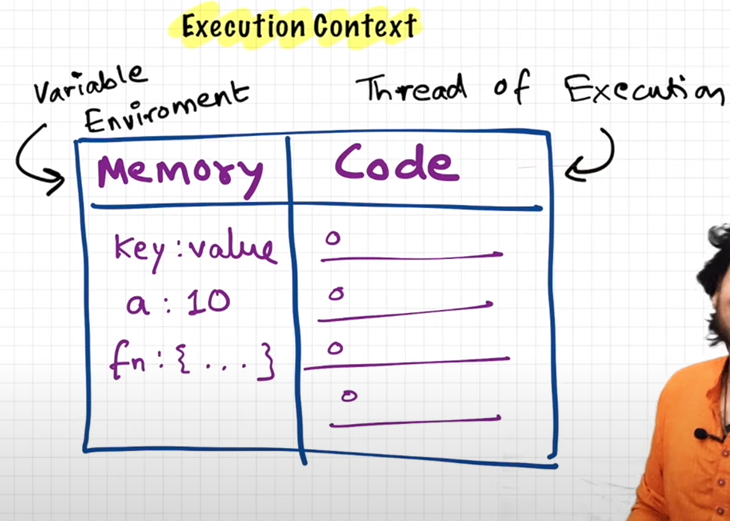 Execution Context
Variable
Enviroment
Thread of Execution
Memory
Code
key : value
a : 10
fn : { ... }